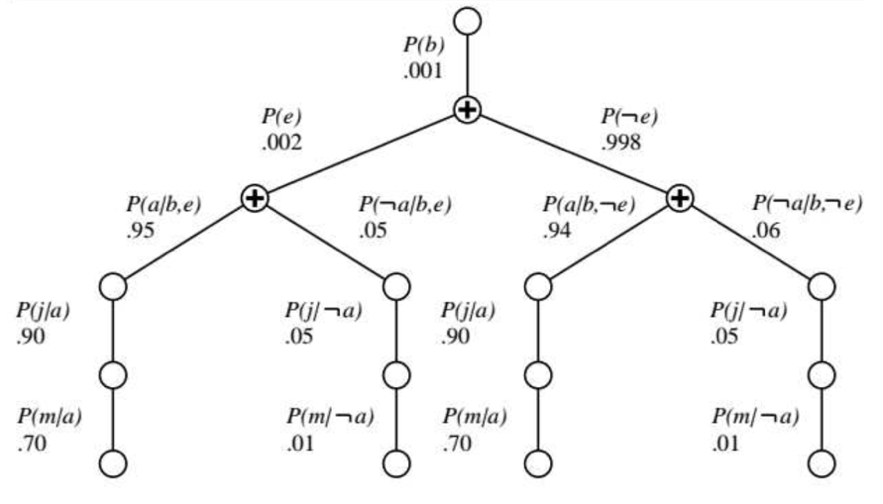 P(b)
.001
P(e)
.002
P(¬e)
.998
P(a|b,e)
.95
P(¬a|b,e)
.05
P(a|b,¬e)
.94
P(¬a|b,¬e)
.06
P(j|a)
.90
P(j|¬a)
.05
P(j|a)
.90
P(j|¬a)
.05
P(m|a)
.70
P(m|¬a)
.01
P(m|a)
.70
P(m|¬a)
.01